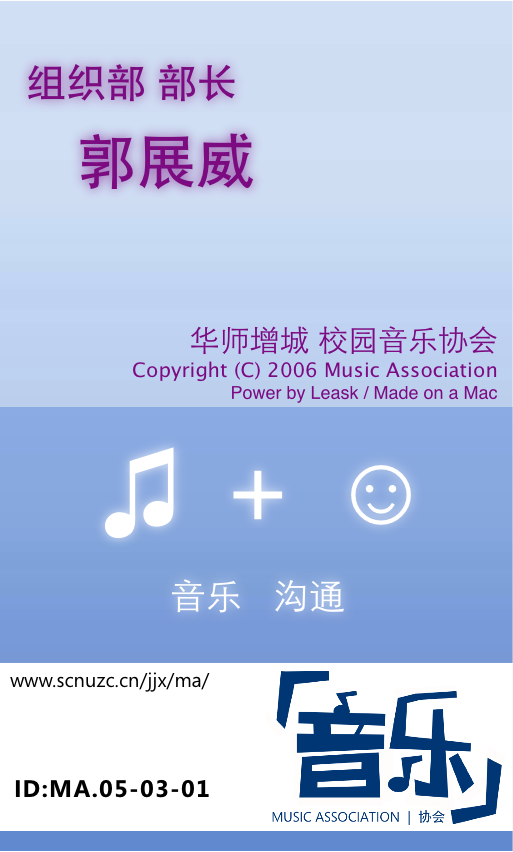 组织部 部长
郭展威
华师增城 校园音乐协会
Copyright (C) 2006 Music Association
Power by Leask / Made on a Mac
音乐 沟通
www.scnuzc.cn/jjx/ma/
ID:MA.05-03-01
「音乐」
MUSIC ASSOCIATION | 协会